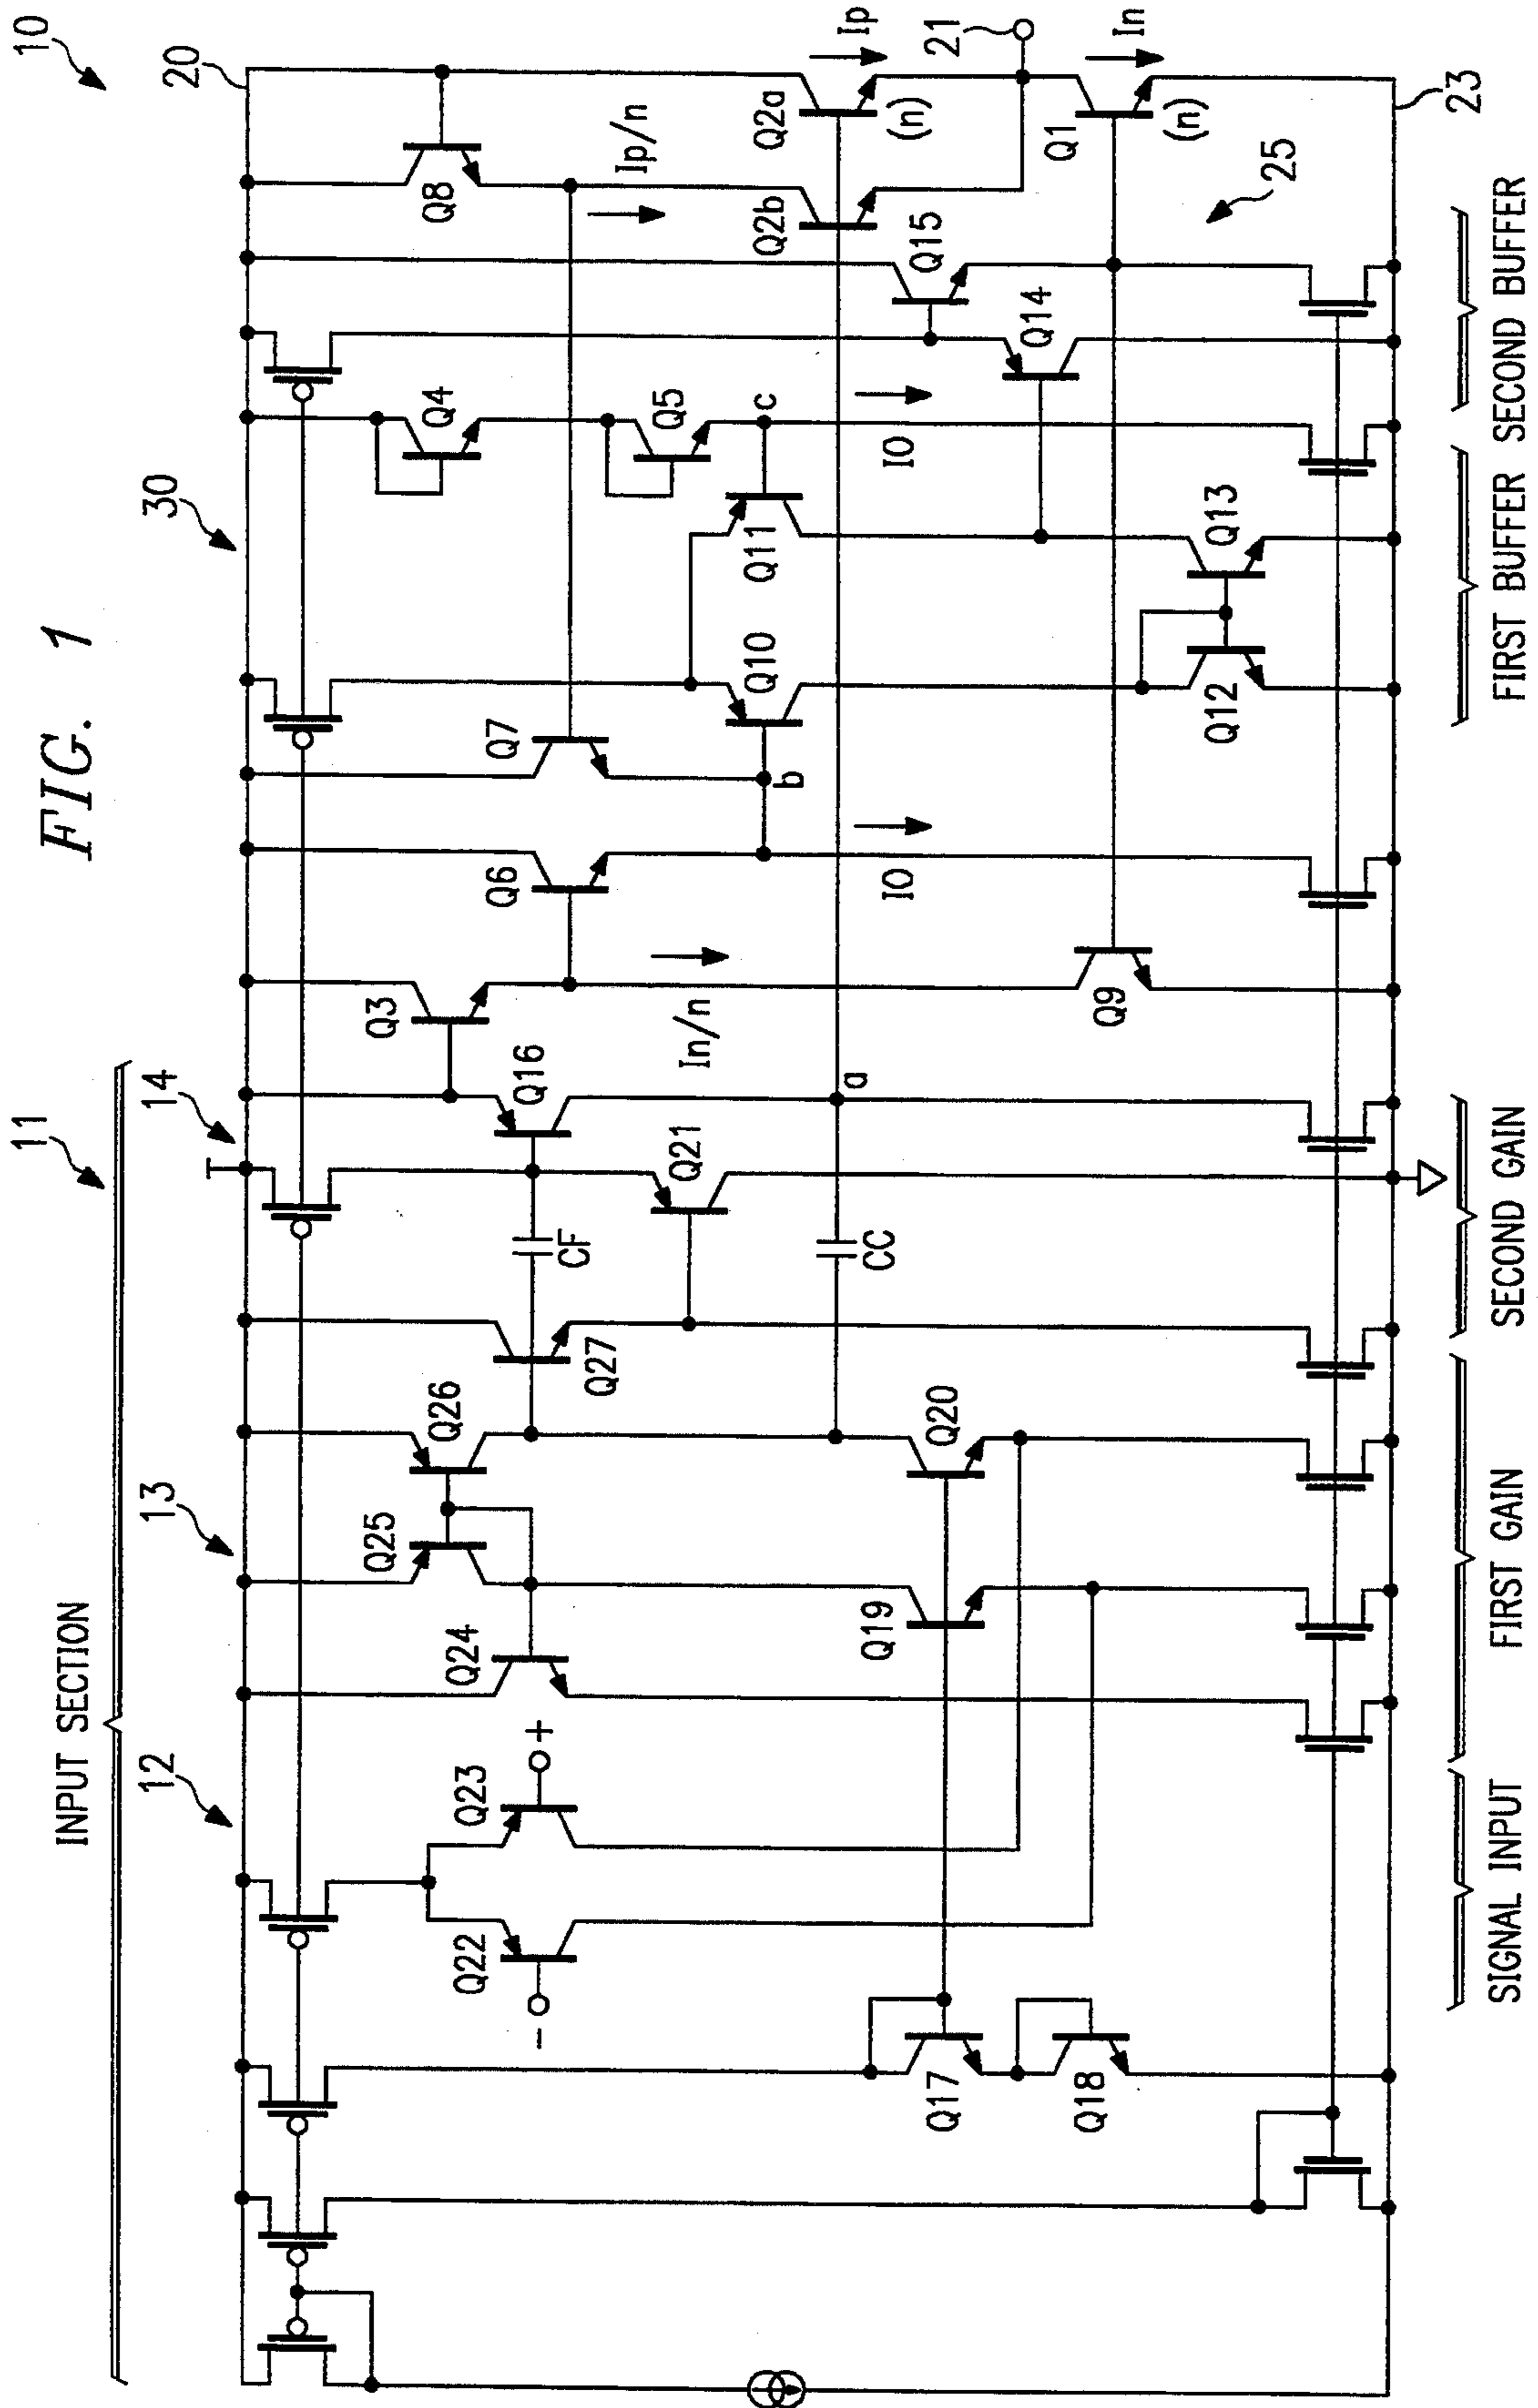 FIG. 1
10
INPUT SECTION
11
12
13
14
30
20
Q8
Ip/n
Q2a
(n)
Ip
21
Q2b
Q1
(n)
In
25
23
Q15
Q14
Q4
Q5
c
IO
Q11
Q13
Q10
Q12
Q7
b
Q6
IO
Q3
In/n
Q9
Q16
a
Q21
CF
CC
Q27
Q26
Q20
Q25
Q19
Q24
+
Q23
Q22
-
Q17
Q18
SIGNAL INPUT
FIRST GAIN
SECOND GAIN
FIRST BUFFER
SECOND BUFFER